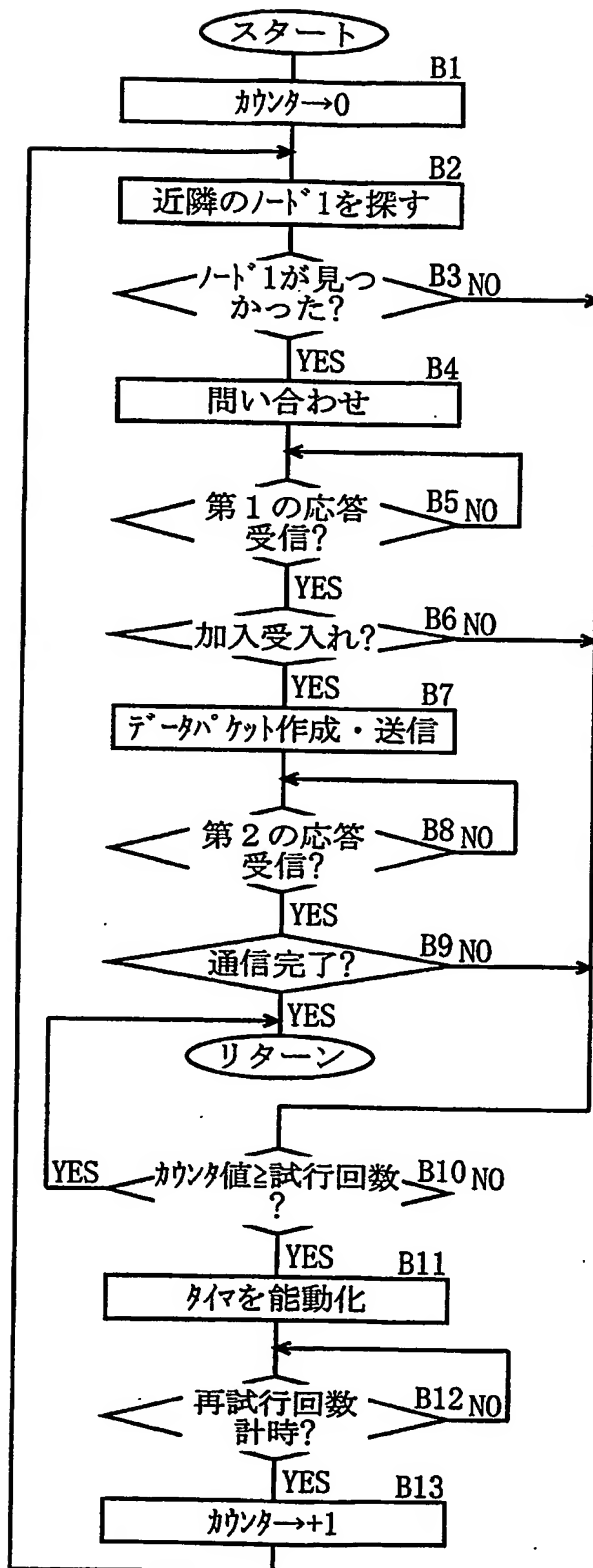 スタート
B1
カウンタ→0
B2
近隣のノード1を探す
ノード1が見つ
かった?
B3 NO
YES
B4
問い合わせ
第1の応答
受信?
B5 NO
YES
加入受入れ?
B6 NO
YES
B7
データパケット作成・送信
第2の応答
受信?
B8 NO
YES
通信完了?
B9 NO
YES
リターン
YES
カウンタ値≧試行回数
?
B10 NO
YES
B11
タイマを能動化
再試行回数
計時?
B12 NO
YES
B13
カウンタ→+1